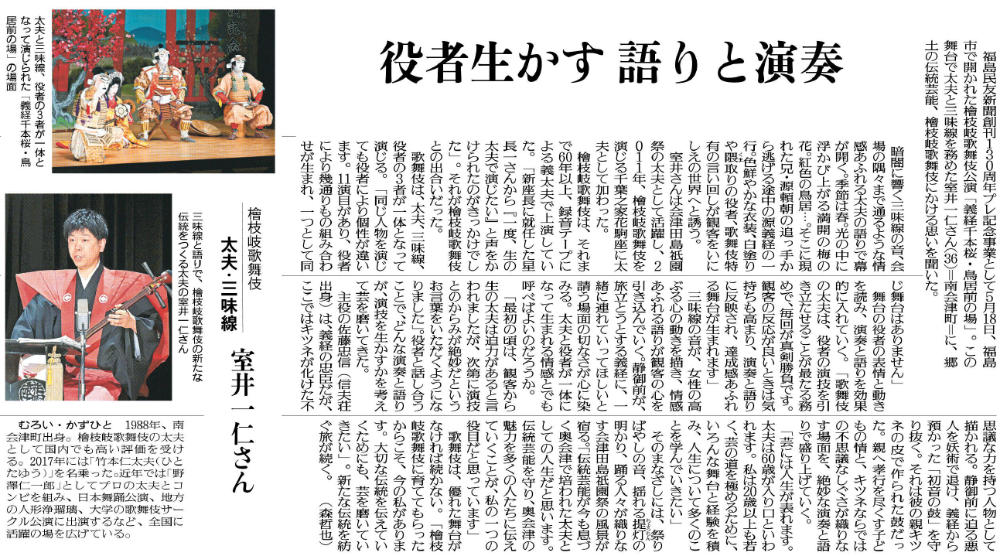 役者生かす 語りと演奏
福島民友新聞創刊130周年プレ記念事業として5月18日、福島
市で開かれた檜枝岐歌舞伎公演「義経千本桜・鳥居前の場」。この
舞台で太夫と三味線を務めた室井一仁さん(36)=南会津町=に、郷
土の伝統芸能、檜枝岐歌舞伎にかける思いを聞いた。
暗闇に響く三味線の音、会
場の隅々まで通るような情
感あふれる太夫の語りで幕
が開く。季節は春。光の中に
浮かび上がる満開の梅の
花。紅色の鳥居…。そこに現
れた兄・源頼朝の追っ手か
ら逃げる途中の源義経の一
行。色鮮やかな衣装、白塗り
や隈取りの役者、歌舞伎特
有の言い回しが観客をいに
しえの世界へと誘う。
室井さんは会津田島祇園
祭の太夫として活躍し、2
011年、檜枝岐歌舞伎を
演じる千葉之家花駒座に太
夫として加わった。
檜枝岐歌舞伎は、それま
で60年以上、録音テープに
よる義太夫で上演してい
た。「新座長に就任した星
長一さんから『一度、生の
太夫で演じたい』と声をか
けられたのがきっかけでし
た」。それが檜枝岐歌舞伎
との出合いだった。
歌舞伎は、太夫、三味線、
役者の3者が一体となって
演じる。「同じ人物を演じ
ても役者により個性が違い
ます。11演目があり、役者
により幾通りもの組み合わ
せが生まれ、一つとして同
じ舞台はありません」
舞台の役者の表情と動き
を読み、演奏と語りを効果
的に入れていく。「歌舞伎
の太夫は、役者の演技を引
き立たせることが最たる務
めで、毎回が真剣勝負です。
観客の反応が良いときは気
持ちも高まり、演奏と語り
に反映され、達成感あふれ
る舞台が生まれます」
三味線の音が、女性の高
ぶる心の動きを描き、情感
あふれる語りが観客の心を
引き込んでいく。静御前が、
旅立とうとする義経に、一
緒に連れていってほしいと
請う場面の切なさが心に染
みる。太夫と役者が一体に
なって生まれる情感とでも
呼べばよいのだろうか。
「最初の頃は、観客から
生の太夫は迫力があると言
われましたが、次第に演技
とのからみが絶妙だという
お言葉をいただくようにな
りました」。役者と話し合う
ことで、どんな演奏と語り
が、演技を生かすかを考え
て芸を磨いてきた。
主役の佐藤忠信(信夫荘
出身)は、義経の忠臣だが、
ここではキツネが化けた不
思議な力を持つ人物として
描かれる。静御前に迫る悪
人を妖術で退け、義経から
預かった「初音の鼓」を守
り抜く。それは彼の親キツ
ネの皮で作られた鼓だっ
た。親へ孝行を尽くす子ど
もの情と、キツネならでは
の不思議なしぐさが織りな
す場面を、絶妙な演奏と語
りで盛り上げていく。
「芸には人生が表れます。
太夫は60歳が入り口といわ
れます。私は20歳以上も若
く、芸の道を極めるために、
いろんな舞台と経験を積
み、人生について多くのこ
とを学んでいきたい」
そのまなざしには、祭り
ばやしの音、揺れる提灯の
明かり、踊る人々が織りな
す会津田島祇園祭の風景が
宿る。「伝統芸能が今も息づ
く奥会津で培われた太夫と
しての人生だと思います。
伝統芸能を守り、奥会津の
魅力を多くの人たちに伝え
ていくことが、私の一つの
役目だと思っています」
歌舞伎は、優れた舞台が
なければ続かない。「檜枝
岐歌舞伎に育ててもらった
からこそ、今の私がありま
す。大切な伝統を伝えてい
くためにも、芸を磨いてい
きたい」。新たな伝統を紡
ぐ旅が続く。(森哲也)
太夫と三味線、役者の3者が一体と
なって演じられた「義経千本桜・鳥
居前の場」の場面
檜枝岐歌舞伎
太夫・三味線 室井一仁さん
三味線と語りで、檜枝岐歌舞伎の新たな
伝統をつくる太夫の室井一仁さん
むろい・かずひと 1988年、南
会津町出身。檜枝岐歌舞伎の太夫
として国内でも高い評価を受け
る。2017年には「竹本仁太夫(ひと
たゆう)」を名乗った。近年では「野
澤仁一郎」としてプロの太夫とコ
ンビを組み、日本舞踊公演、地方
の人形浄瑠璃、大学の歌舞伎サー
クル公演に出演するなど、全国に
活躍の場を広げている。